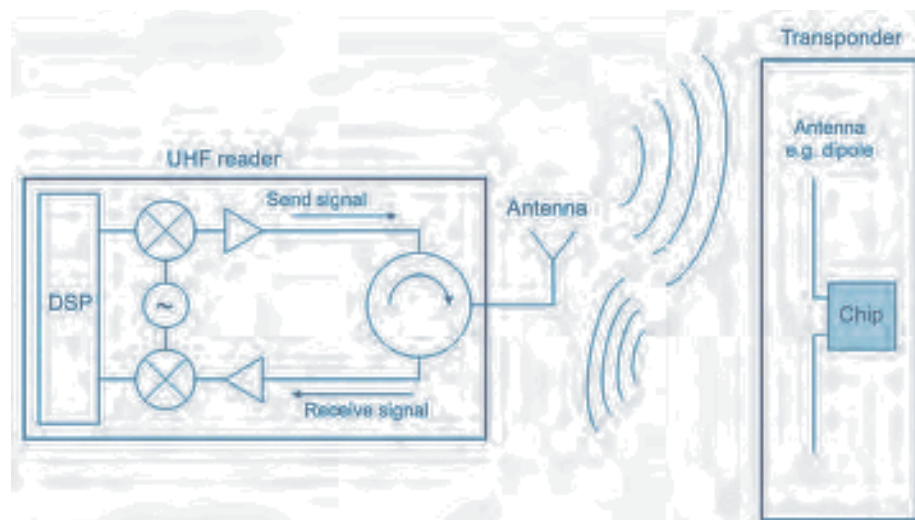 Transponder
Antenna
e.g. dipole
UHF reader
Send signal
Antenna
DSP
~
Chip
Receive signal